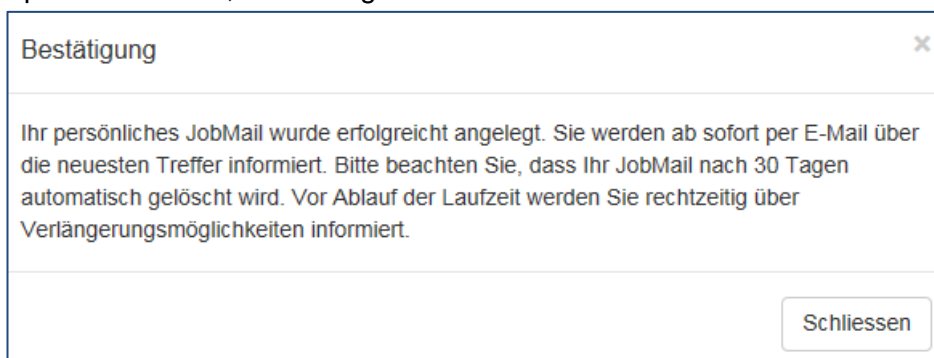 Bestätigung
×
Ihr persönliches JobMail wurde erfolgreich angelegt. Sie werden ab sofort per E-Mail über
die neuesten Treffer informiert. Bitte beachten Sie, dass Ihr JobMail nach 30 Tagen
automatisch gelöscht wird. Vor Ablauf der Laufzeit werden Sie rechtzeitig über
Verlängerungsmöglichkeiten informiert.
Schliessen